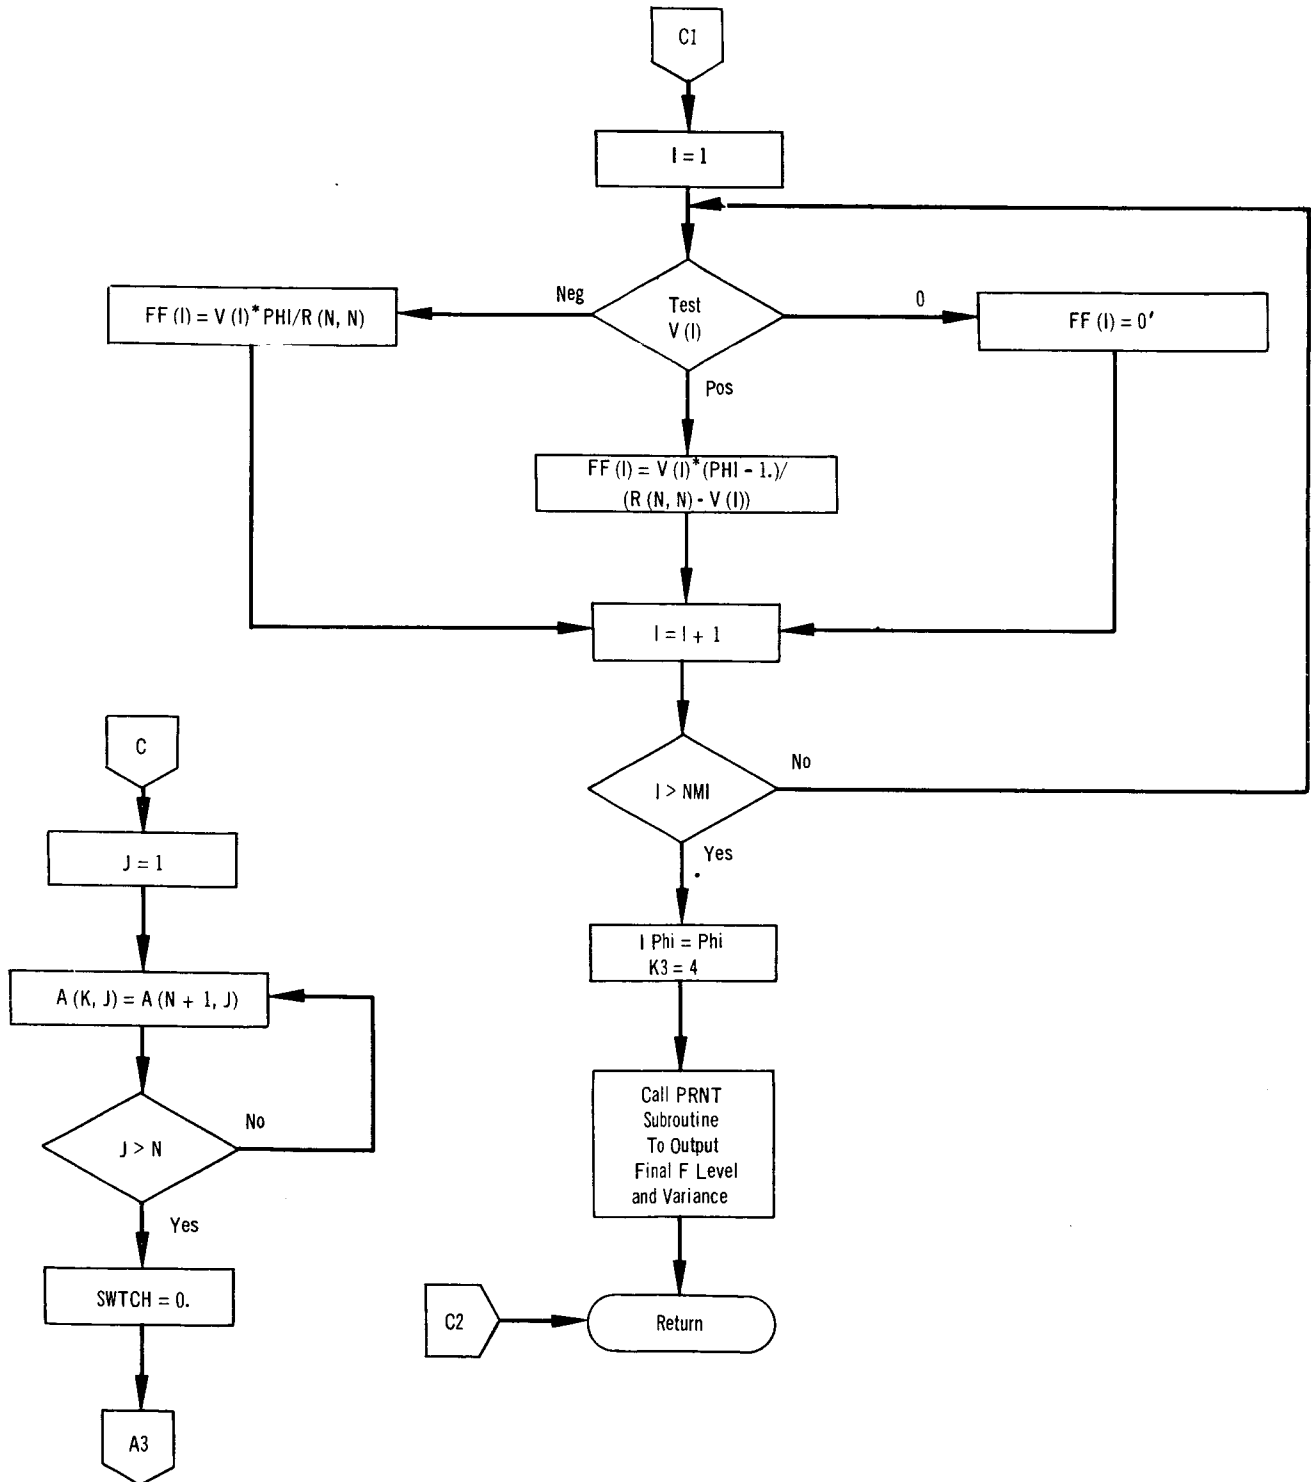 C1
I = 1
Test
V (I)
Neg
0
Pos
FF (I) = V (I)* PHI/R (N, N)
FF (I) = 0'
FF (I) = V (I)* (PHI - 1.)/
(R (N, N) - V (I))
I = I + 1
I > NMI
No
Yes
I Phi = Phi
K3 = 4
Call PRNT
Subroutine
To Output
Final F Level
and Variance
C2
Return
C
J = 1
A (K, J) = A (N + 1, J)
J > N
No
Yes
SWTCH = 0.
A3